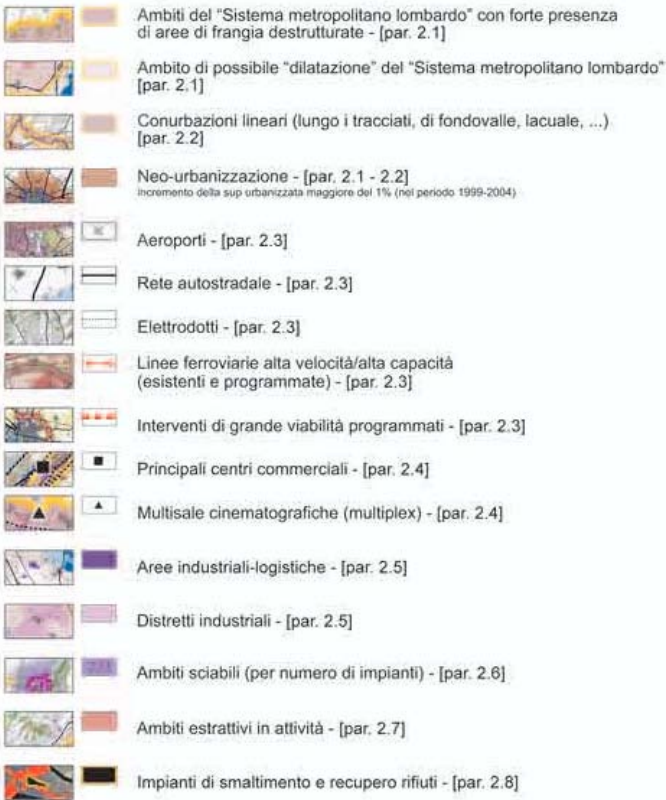 Ambiti del “Sistema metropolitano lombardo” con forte presenza
di aree di frangia destrutturate - [par. 2.1]
Ambito di possibile “dilatazione” del “Sistema metropolitano lombardo”
[par. 2.1]
Conurbazioni lineari (lungo i tracciati, di fondovalle, lacuale, ...)
[par. 2.2]
Neo-urbanizzazione - [par. 2.1 - 2.2]
incremento della sup urbanizzata maggiore del 1% (nel periodo 1999-2004)
Aeroporti - [par. 2.3]
Rete autostradale - [par. 2.3]
Elettrodotti - [par. 2.3]
Linee ferroviarie alta velocità/alta capacità
(esistenti e programmate) - [par. 2.3]
Interventi di grande viabilità programmati - [par. 2.3]
Principali centri commerciali - [par. 2.4]
Multisale cinematografiche (multiplex) - [par. 2.4]
Aree industriali-logistiche - [par. 2.5]
Distretti industriali - [par. 2.5]
Ambiti sciabili (per numero di impianti) - [par. 2.6]
Ambiti estrattivi in attività - [par. 2.7]
Impianti di smaltimento e recupero rifiuti - [par. 2.8]